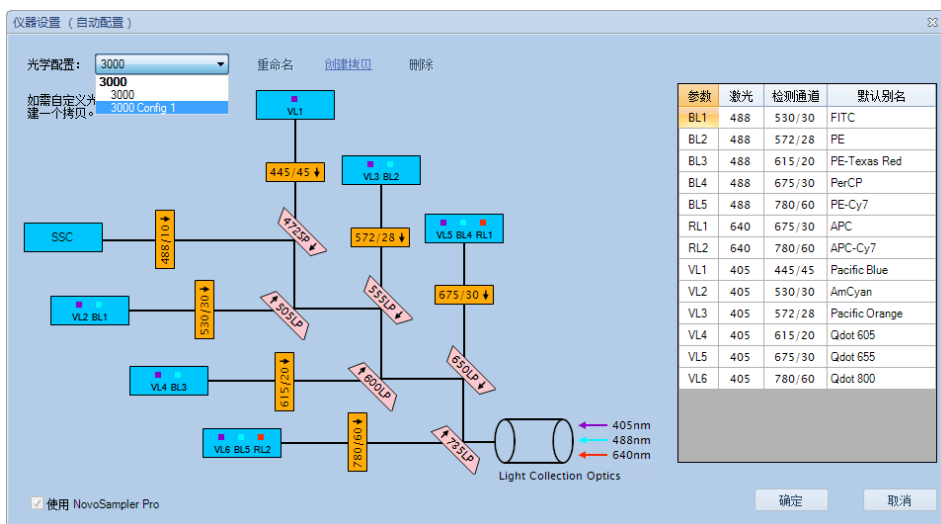 仪器设置 （自动配置）
光学配置： 3000 重命名 创建拷贝 删除
3000
3000
3000 Config 1
如需自定义光
建一个拷贝。
VL1
445/45
VL3 BL2
472SP
572/28
VL5 BL4 RL1
SSC
488/10
555LP
675/30
VL2 BL1
530/30
505LP
650LP
VL4 BL3
615/20
600LP
VL6 BL5 RL2
780/60
735LP
405nm
488nm
640nm
Light Collection Optics
参数 激光 检测通道 默认别名
BL1 488 530/30 FITC
BL2 488 572/28 PE
BL3 488 615/20 PE-Texas Red
BL4 488 675/30 PerCP
BL5 488 780/60 PE-Cy7
RL1 640 675/30 APC
RL2 640 780/60 APC-Cy7
VL1 405 445/45 Pacific Blue
VL2 405 530/30 AmCyan
VL3 405 572/28 Pacific Orange
VL4 405 615/20 Qdot 605
VL5 405 675/30 Qdot 655
VL6 405 780/60 Qdot 800
使用 NovoSampler Pro
确定 取消